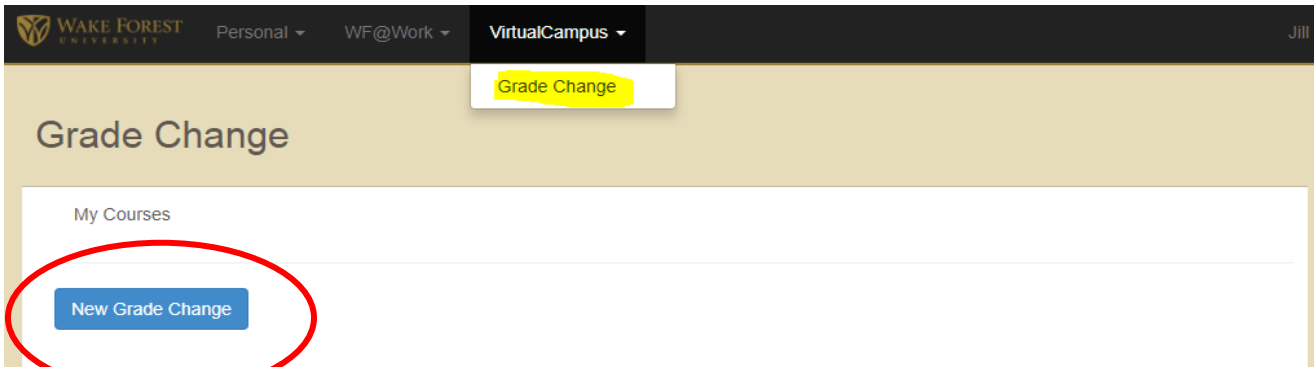 WAKE FOREST
UNIVERSITY
Personal
WF@Work
VirtualCampus
Jill
Grade Change
Grade Change
My Courses
New Grade Change